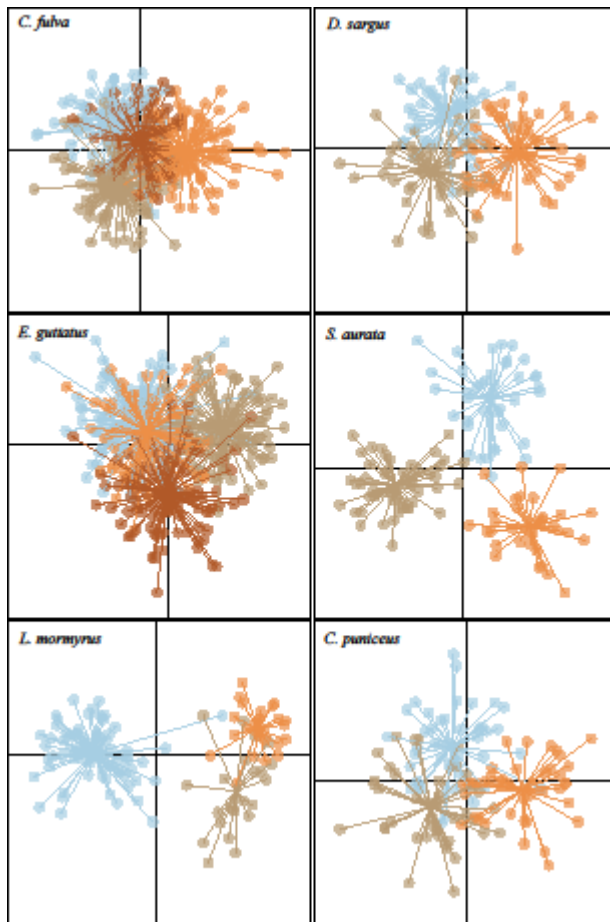 C. fulva
D. sargus
E. guttatus
S. aurata
L. mormyrus
C. puniceus